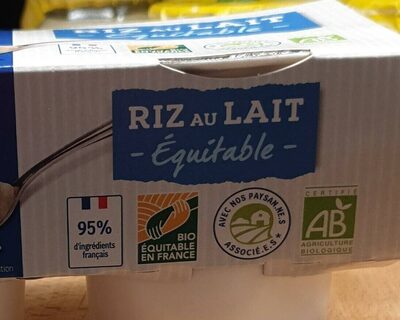 RIZ AU LAIT
- Équitable -
95%
d'ingrédients
français
BIO
ÉQUITABLE
EN FRANCE
AVEC NOS PAYSAN.NE.S
ASSOCIÉ.E.S
CERTIFIÉ
AB
AGRICULTURE
BIOLOGIQUE